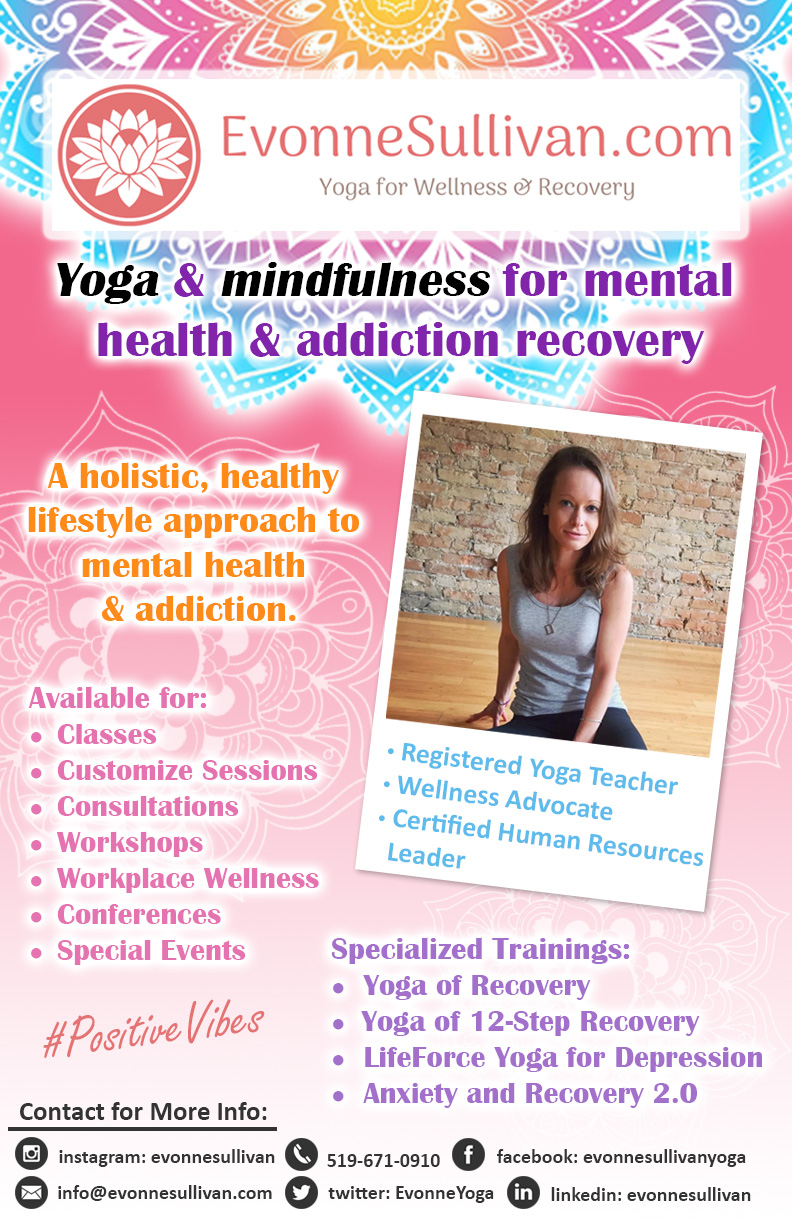 EvonneSullivan.com
Yoga for Wellness & Recovery
Yoga & mindfulness for mental
health & addiction recovery
A holistic, healthy
lifestyle approach to
mental health
& addiction.
• Registered Yoga Teacher
• Wellness Advocate
• Certified Human Resources
Leader
Available for:
• Classes
• Customize Sessions
• Consultations
• Workshops
• Workplace Wellness
• Conferences
• Special Events
Specialized Trainings:
• Yoga of Recovery
• Yoga of 12-Step Recovery
• LifeForce Yoga for Depression
• Anxiety and Recovery 2.0
#PositiveVibes
Contact for More Info:
instagram: evonnesullivan
519-671-0910
facebook: evonnesullivanyoga
info@evonnesullivan.com
twitter: EvonneYoga
linkedin: evonnesullivan